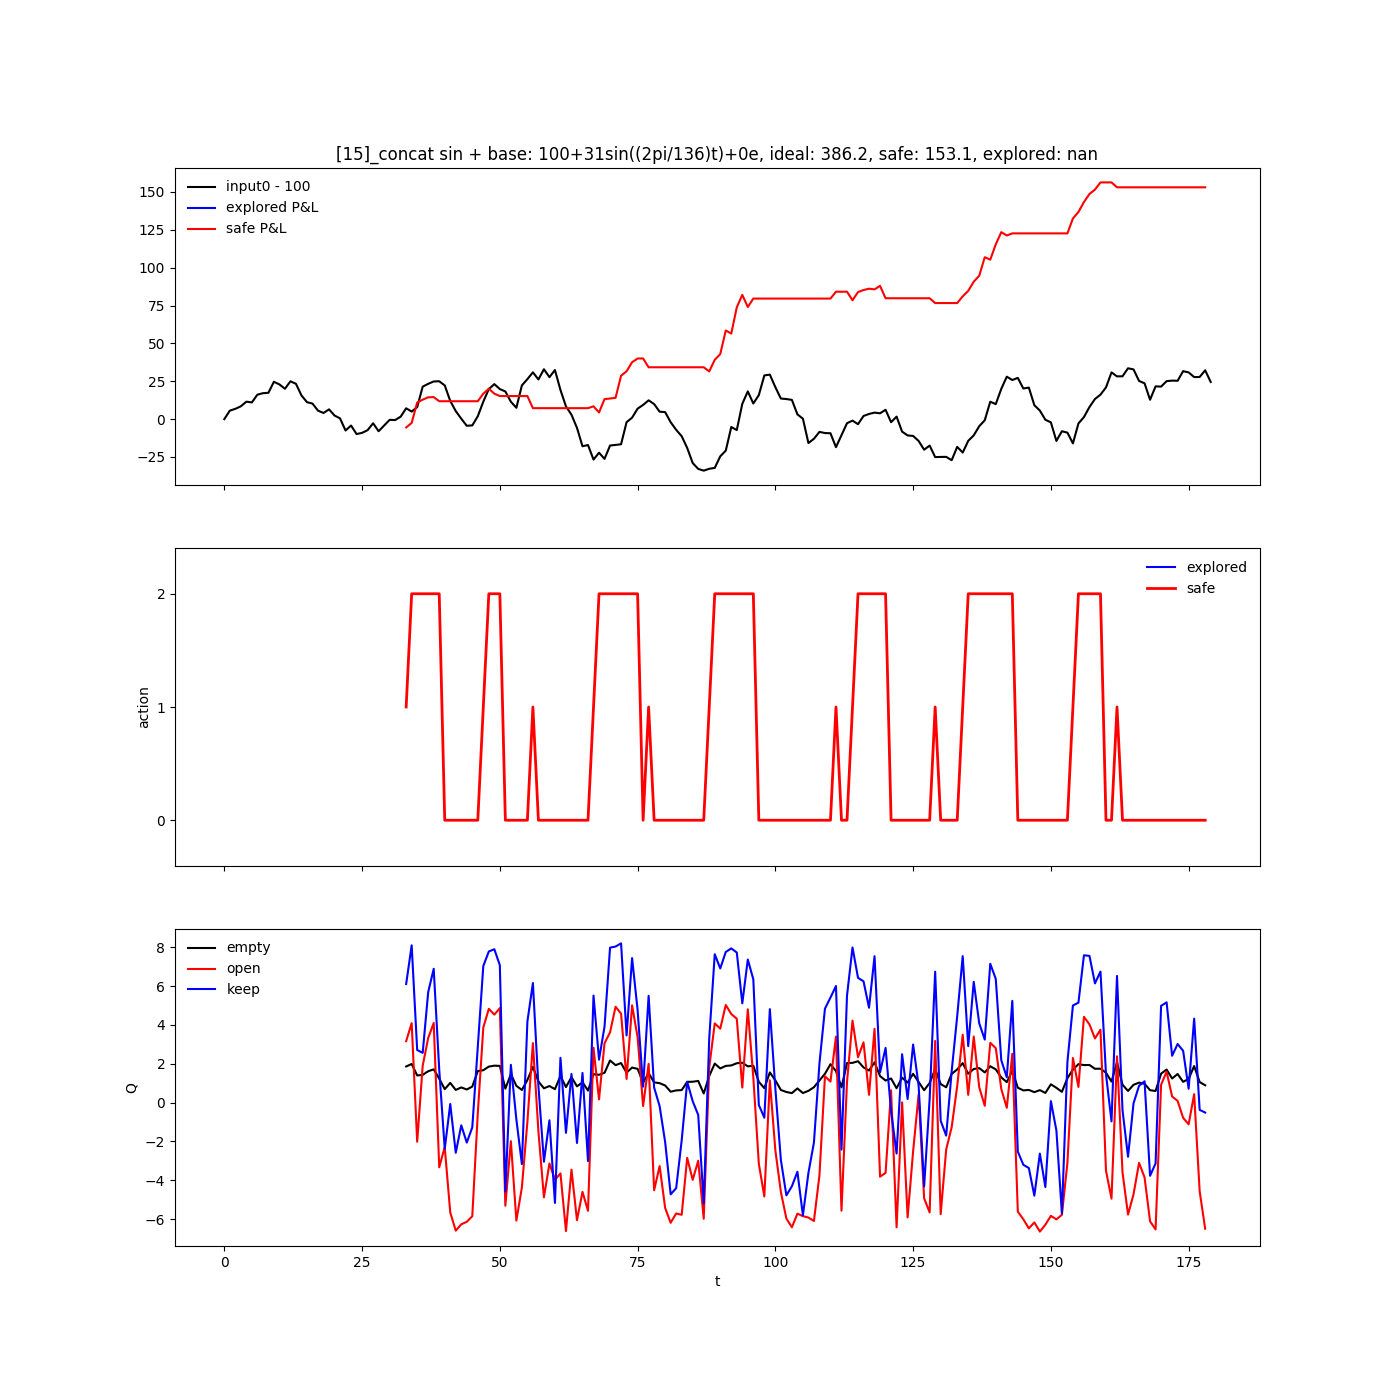 [15]_concat sin + base: 100+31sin((2pi/136)t)+0e, ideal: 386.2, safe: 153.1, explored: nan
input0 - 100
explored P&L
safe P&L
150
125
100
75
50
25
0
−25
explored
safe
2
1
0
action
empty
open
keep
8
6
4
2
0
−2
−4
−6
Q
0 25 50 75 100 125 150 175
t